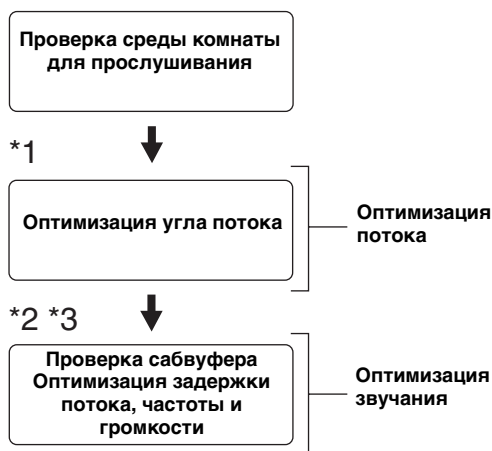 Проверка среды комнаты
для прослушивания
*1
Оптимизация угла потока
Оптимизация
потока
*2 *3
Проверка сабвуфера
Оптимизация задержки
потока, частоты и
громкости
Оптимизация
звучания